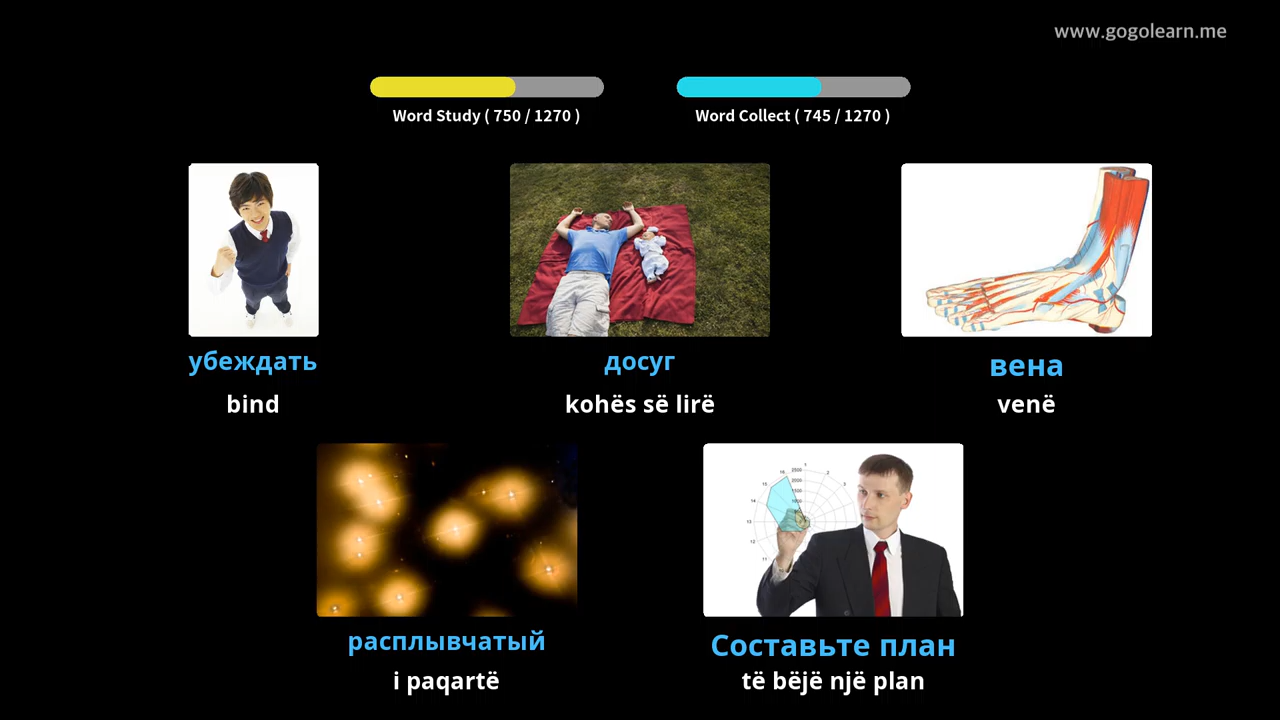 www.gogolearn.me
Word Study ( 750 / 1270 )
Word Collect ( 745 / 1270 )
убеждать
bind
досуг
kohës së lirë
вена
venë
расплывчатый
i paqartë
Составьте план
të bëjë një plan